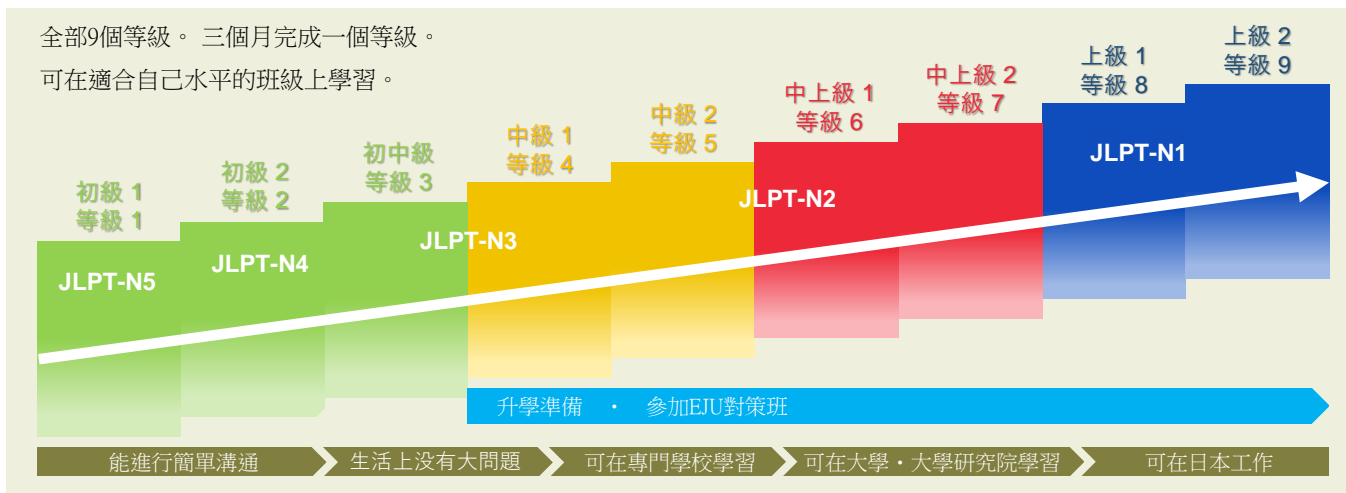 全部9個等級。 三個月完成一個等級。
可在適合自己水平的班級上學習。
初級 1
等級 1
初級 2
等級 2
初中級
等級 3
中級 1
等級 4
中級 2
等級 5
中上級 1
等級 6
中上級 2
等級 7
上級 1
等級 8
上級 2
等級 9
JLPT-N5
JLPT-N4
JLPT-N3
JLPT-N2
JLPT-N1
升學準備 ・ 參加EJU對策班
能進行簡單溝通
生活上没有大問題
可在專門學校學習
可在大學・大學研究院學習
可在日本工作